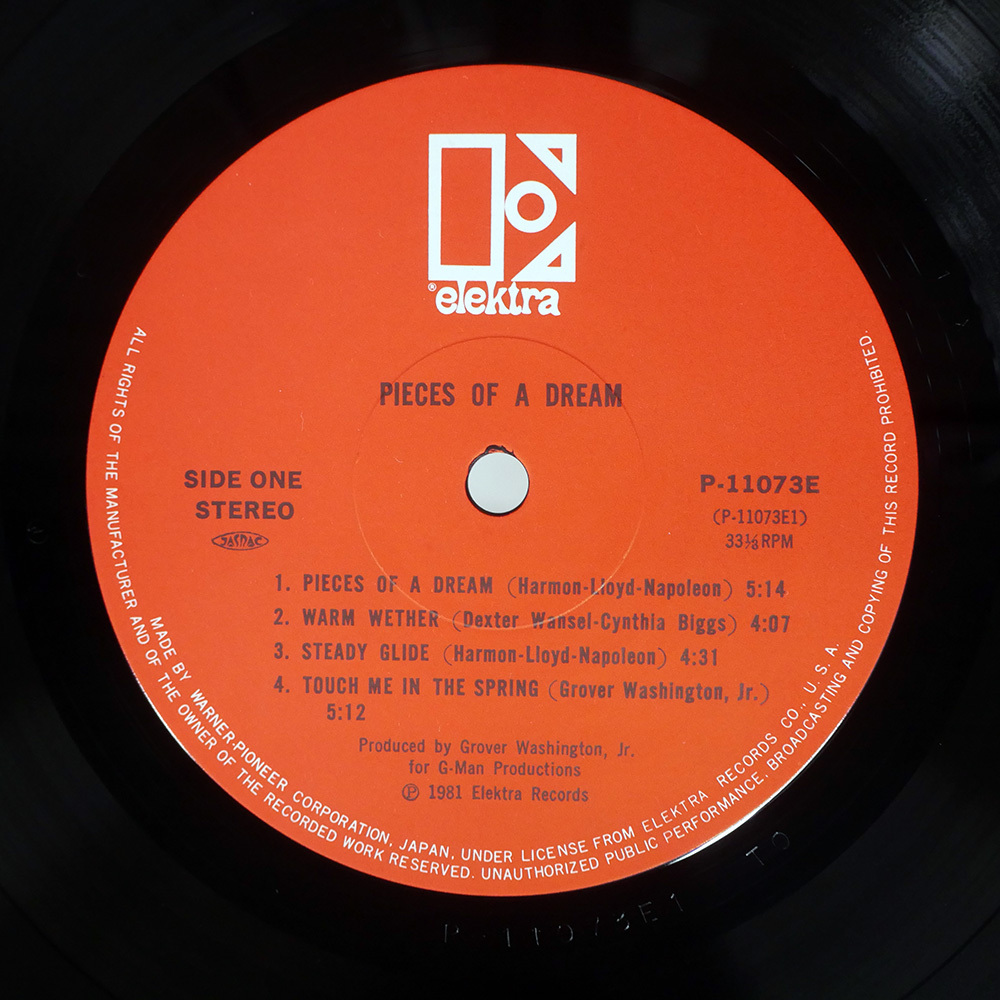 ® elektra
PIECES OF A DREAM
SIDE ONE
STEREO
JASRAC
P-11073E
(P-11073E1)
33⅓ RPM
1. PIECES OF A DREAM (Harmon-Lloyd-Napoleon) 5:14
2. WARM WETHER (Dexter Wansel-Cynthia Biggs) 4:07
3. STEADY GLIDE (Harmon-Lloyd-Napoleon) 4:31
4. TOUCH ME IN THE SPRING (Grover Washington, Jr.)
5:12
Produced by Grover Washington, Jr.
for G-Man Productions
Ⓟ 1981 Elektra Records
MADE BY WARNER-PIONEER CORPORATION, JAPAN, UNDER LICENSE FROM ELEKTRA RECORDS CO., U. S. A.
ALL RIGHTS OF THE MANUFACTURER AND OF THE OWNER OF THE RECORDED WORK RESERVED. UNAUTHORIZED PUBLIC PERFORMANCE, BROADCASTING AND COPYING OF THIS RECORD PROHIBITED.
P-11073E1 TO